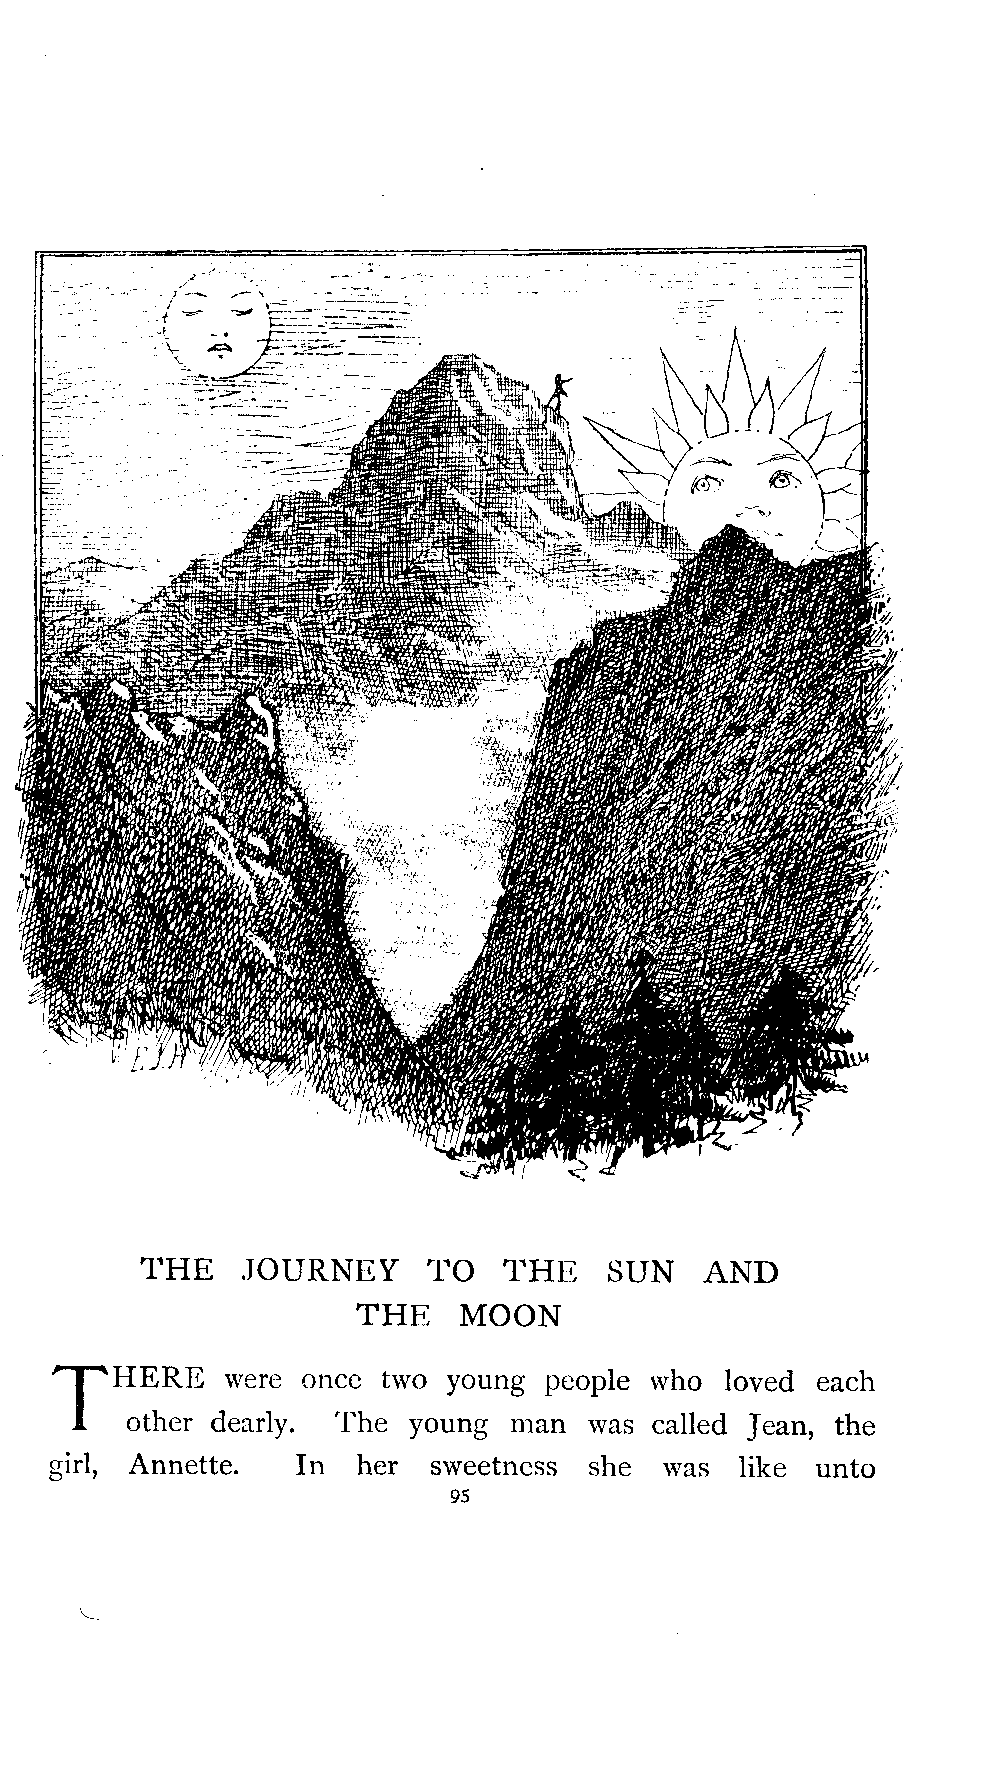 EJH
THE JOURNEY TO THE SUN AND
THE MOON
THERE were once two young people who loved each
other dearly. The young man was called Jean, the
girl, Annette. In her sweetness she was like unto
95